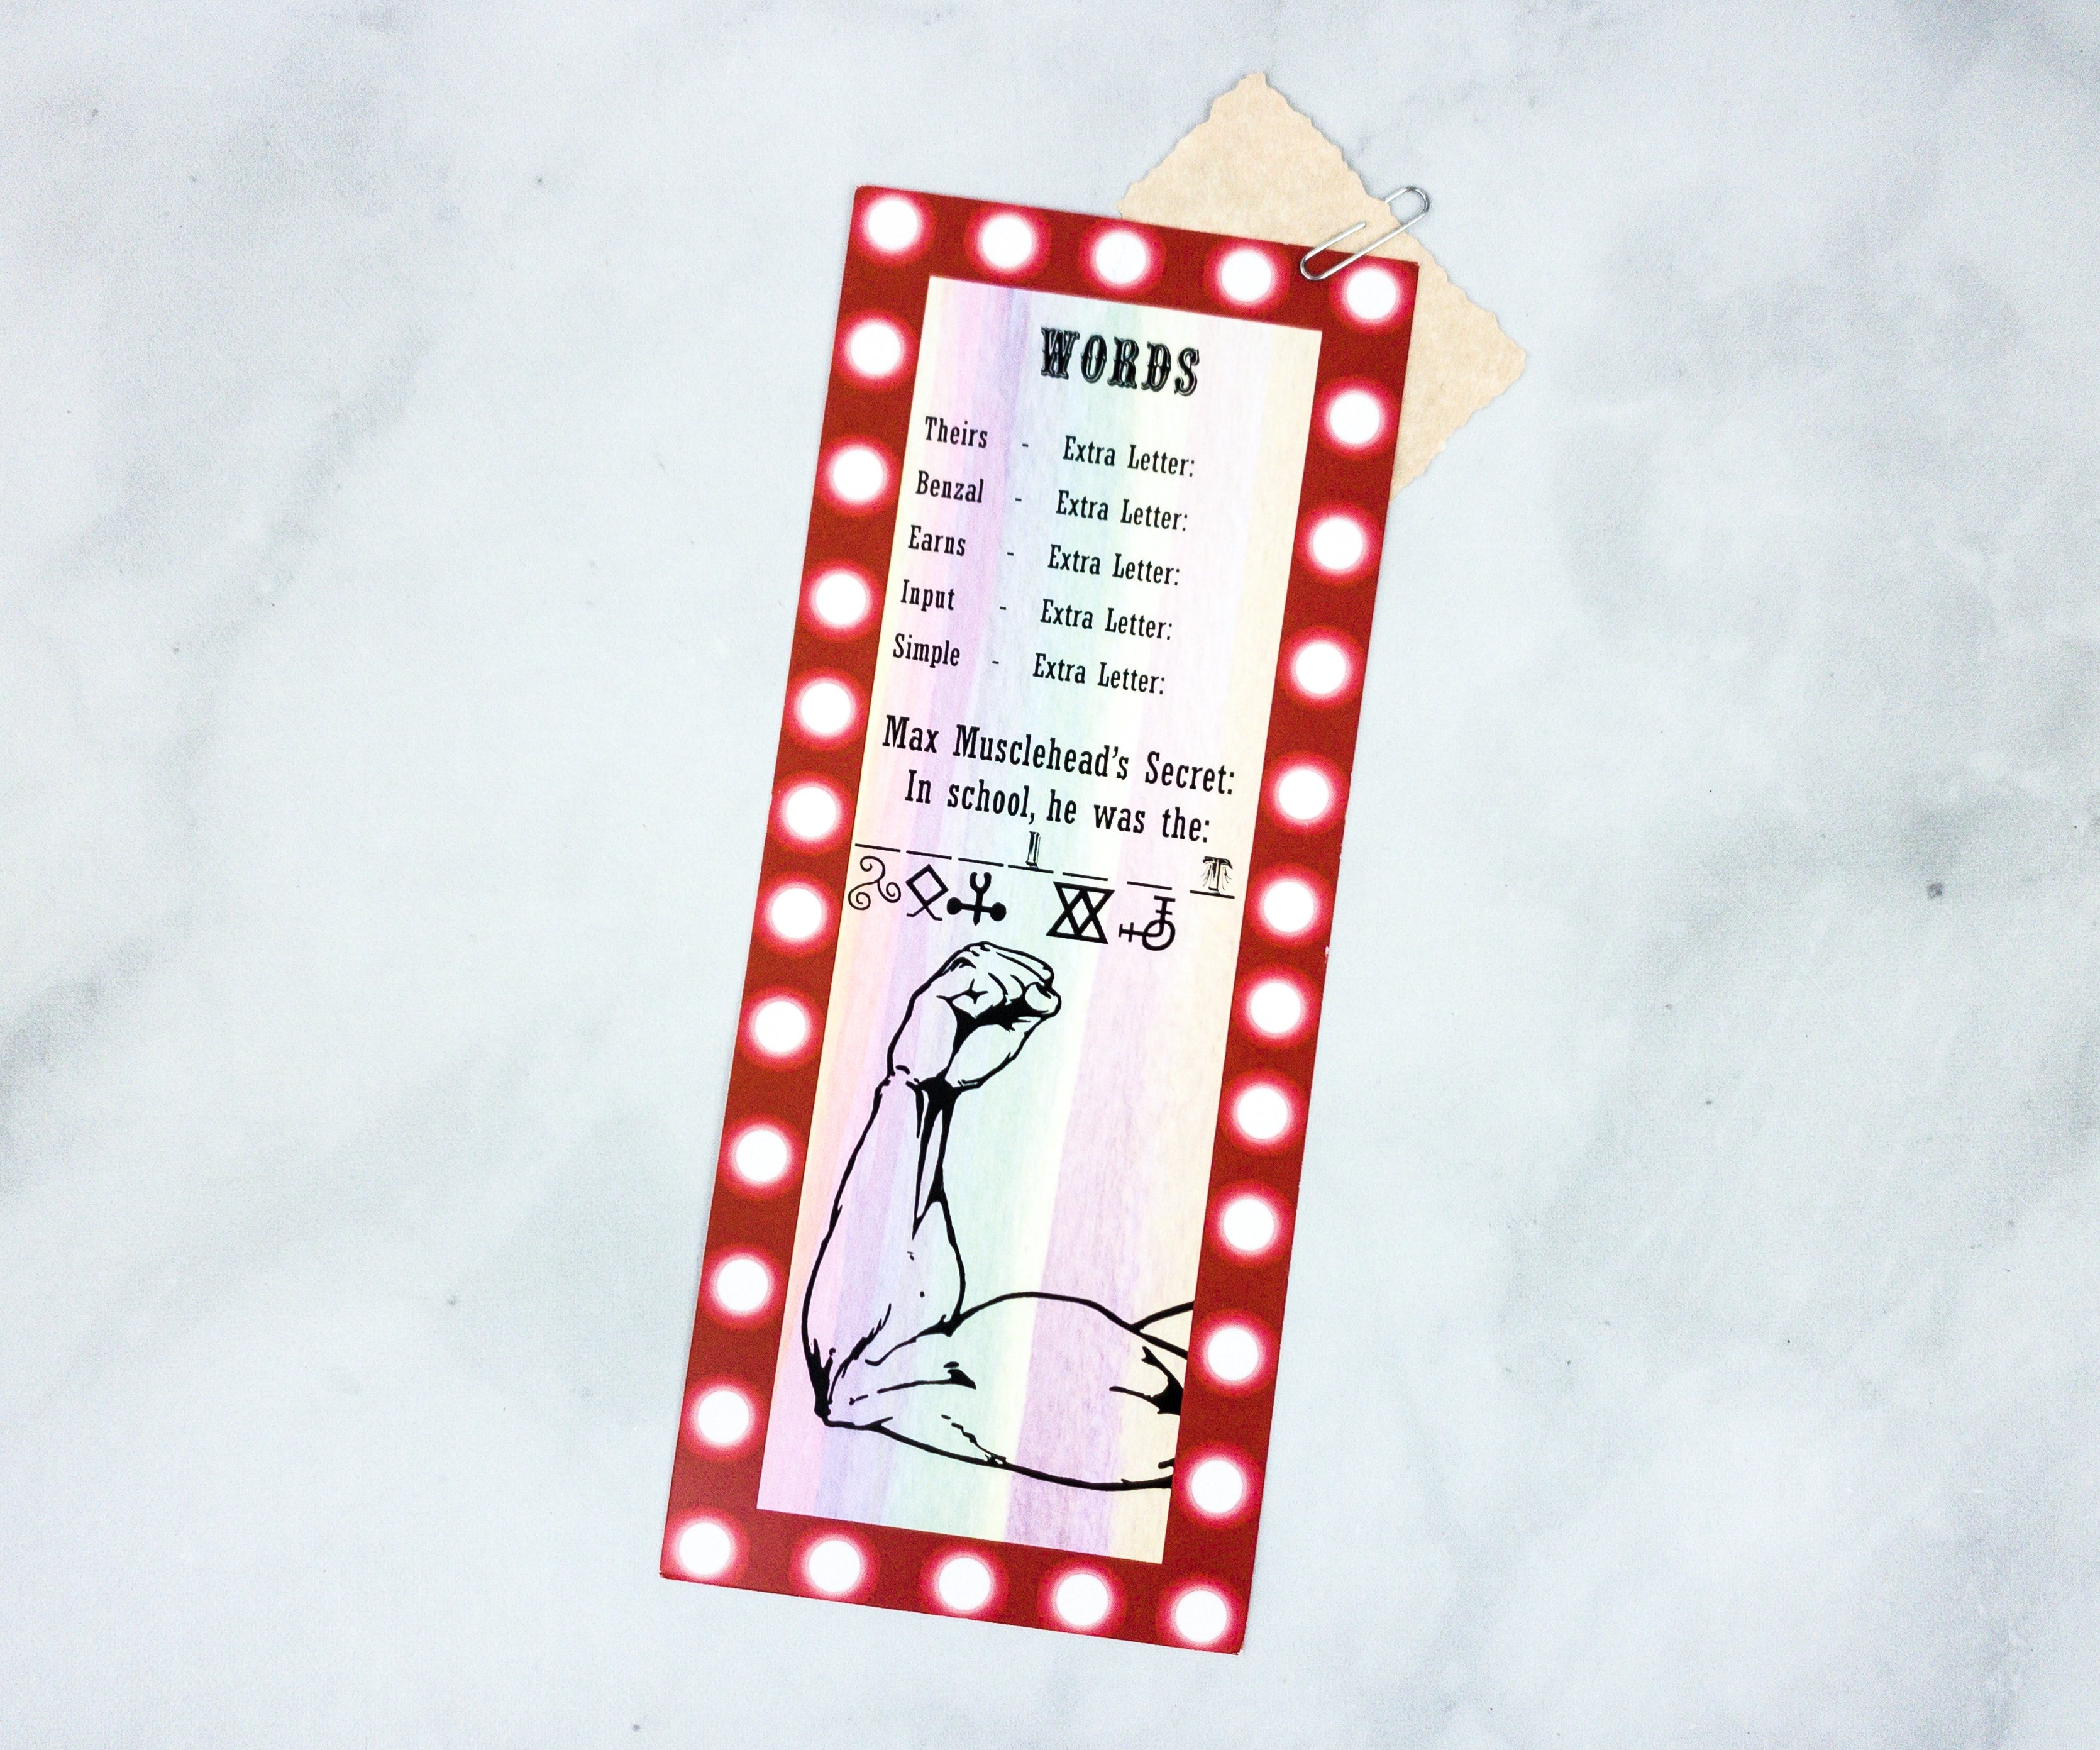 WORDS
Theirs - Extra Letter:
Benzal - Extra Letter:
Earns - Extra Letter:
Input - Extra Letter:
Simple - Extra Letter:
Max Musclehead's Secret:
In school, he was the:
_ _ _ I _ _ T